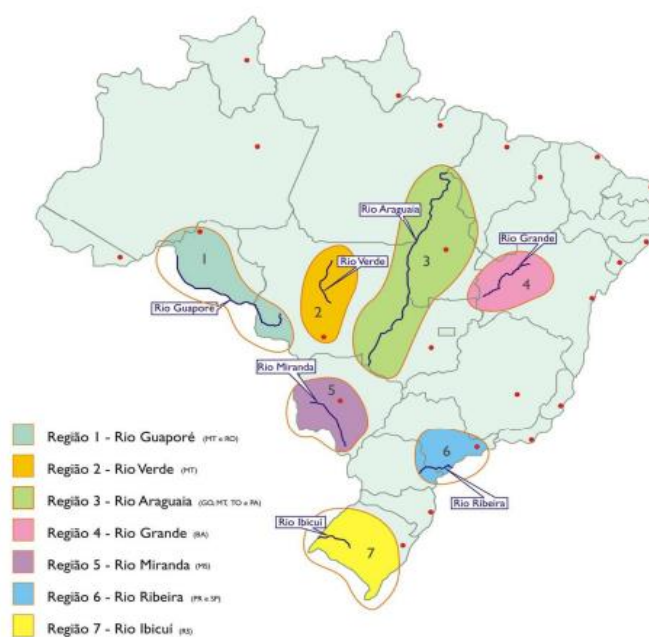 Rio Araguaia
Rio Grande
1
3
Rio Verde
4
Rio Guaporé
2
Rio Miranda
5
6
Rio Ribeira
Rio Ibicuí
7
Região 1 - Rio Guaporé (MT e RO)
Região 2 - Rio Verde (MT)
Região 3 - Rio Araguaia (GO, MT, TO e PA)
Região 4 - Rio Grande (BA)
Região 5 - Rio Miranda (MS)
Região 6 - Rio Ribeira (PR e SP)
Região 7 - Rio Ibicuí (RS)